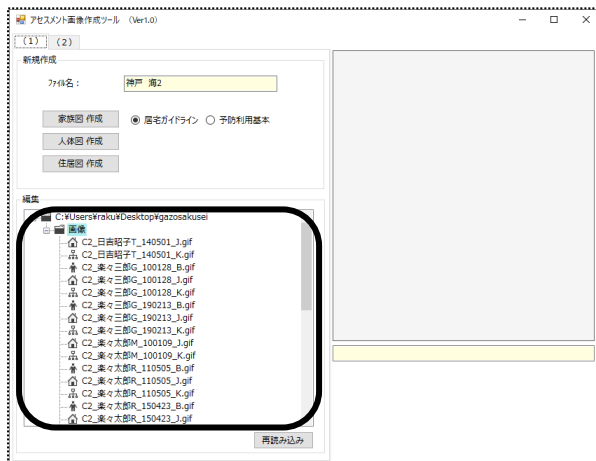 アセスメント画像作成ツール (Ver1.0)
(1) (2)
新規作成
ファイル名： 神戸 海2
家族図 作成 居宅ガイドライン 予防利用基本
人体図 作成
住居図 作成
編集
C:¥Users¥raku¥Desktop¥gazosakusei
画像
C2_日吉昭子T_140501_J.gif
C2_日吉昭子T_140501_K.gif
C2_楽々三郎G_100128_B.gif
C2_楽々三郎G_100128_J.gif
C2_楽々三郎G_100128_K.gif
C2_楽々三郎G_190213_B.gif
C2_楽々三郎G_190213_J.gif
C2_楽々三郎G_190213_K.gif
C2_楽々太郎M_100109_J.gif
C2_楽々太郎M_100109_K.gif
C2_楽々太郎R_110505_B.gif
C2_楽々太郎R_110505_J.gif
C2_楽々太郎R_110505_K.gif
C2_楽々太郎R_150423_B.gif
C2_楽々太郎R_150423_J.gif
再読み込み